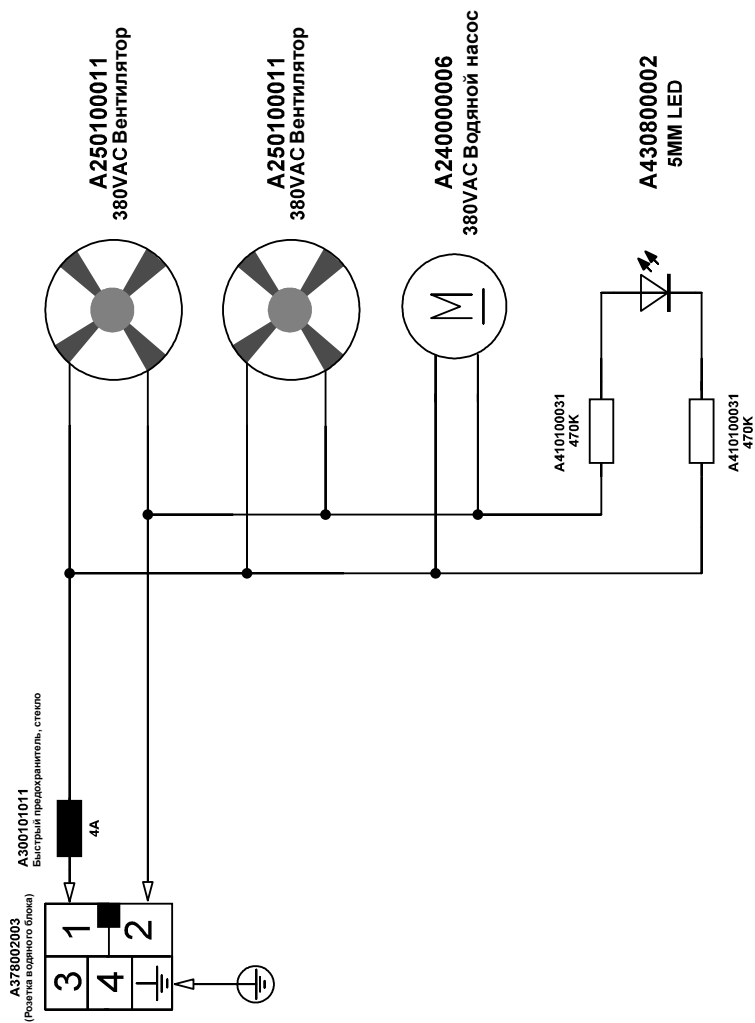 A378002003
(Розетка водяного блока)
3
1
4
2
A300101011
Быстрый предохранитель, стекло
4A
A250100011
380VAC Вентилятор
A250100011
380VAC Вентилятор
A240000006
380VAC Водяной насос
M
A430800002
5MM LED
A410100031
470K
A410100031
470K